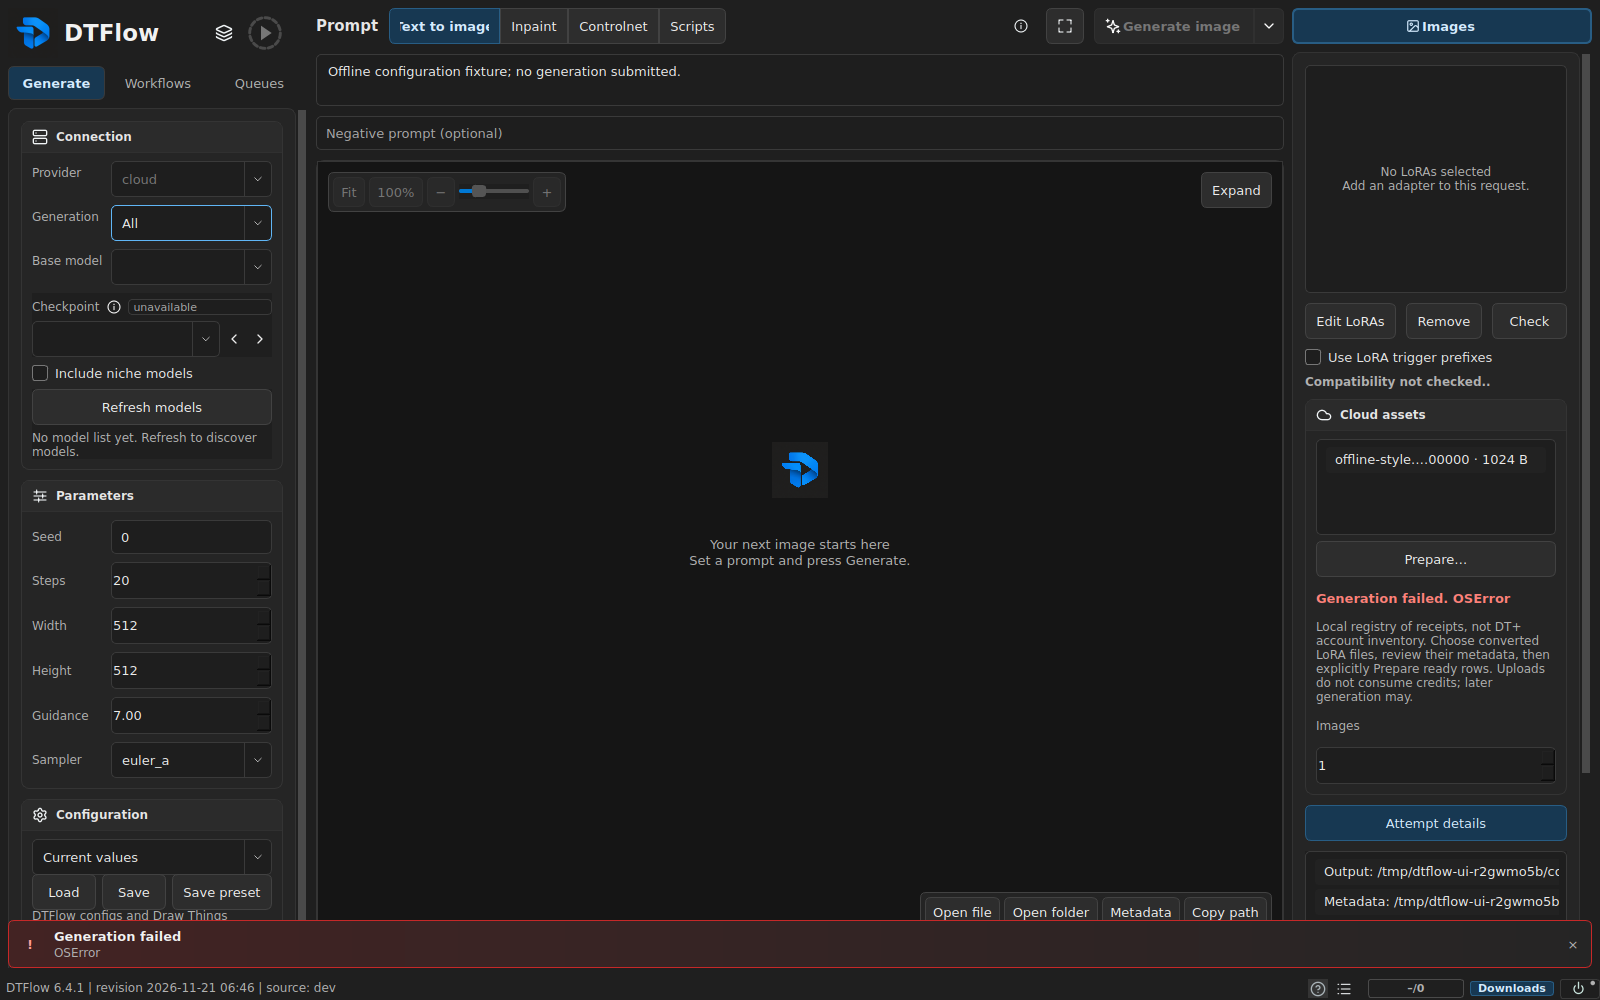 DTFlow
Generate
Workflows
Queues
Connection
Provider
cloud
Generation
All
Base model
Checkpoint
unavailable
Include niche models
Refresh models
No model list yet. Refresh to discover
models.
Parameters
Seed
0
Steps
20
Width
512
Height
512
Guidance
7.00
Sampler
euler_a
Configuration
Current values
Load
Save
Save preset
DTFlow configs and Draw Things
Prompt
Text to image
Inpaint
Controlnet
Scripts
Generate image
Offline configuration fixture; no generation submitted.
Negative prompt (optional)
Fit
100%
Expand
Your next image starts here
Set a prompt and press Generate.
Open file
Open folder
Metadata
Copy path
Images
No LoRAs selected
Add an adapter to this request.
Edit LoRAs
Remove
Check
Use LoRA trigger prefixes
Compatibility not checked..
Cloud assets
offline-style....00000 · 1024 B
Prepare...
Generation failed. OSError
Local registry of receipts, not DT+
account inventory. Choose converted
LoRA files, review their metadata, then
explicitly Prepare ready rows. Uploads
do not consume credits; later
generation may.
Images
1
Attempt details
Output: /tmp/dtflow-ui-r2gwmo5b/cc
Metadata: /tmp/dtflow-ui-r2gwmo5b
! Generation failed
OSError
×
DTFlow 6.4.1 | revision 2026-11-21 06:46 | source: dev
–/0
Downloads